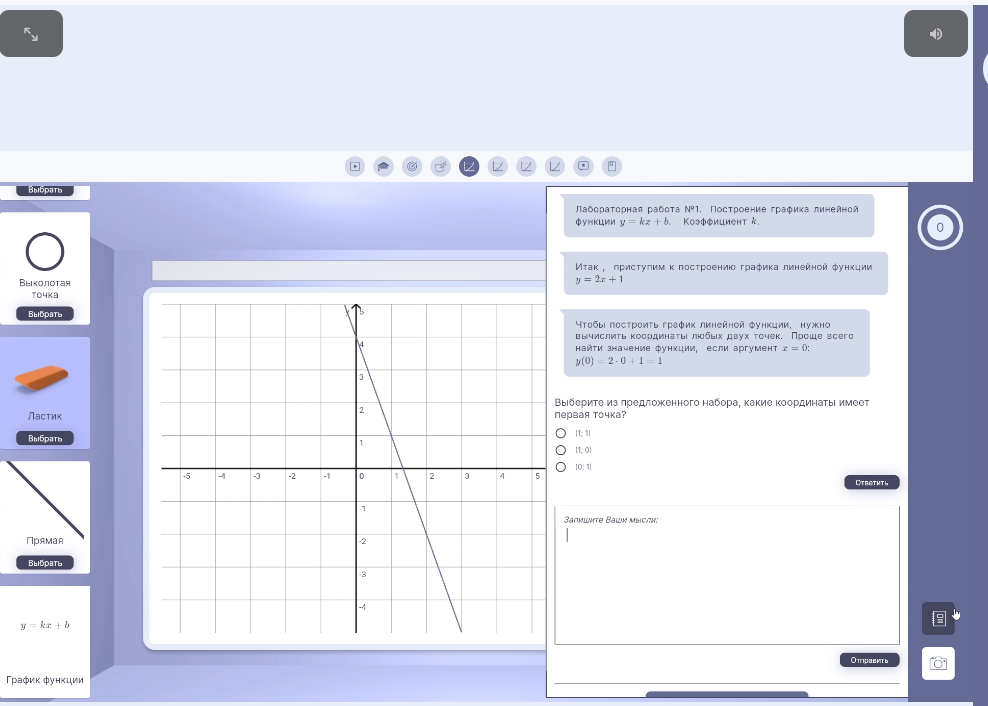 Выбрать
Выколотая
точка
Выбрать
Ластик
Выбрать
Прямая
Выбрать
y = kx + b
График функции
y
5
4
3
2
1
-5 -4 -3 -2 -1 0 1 2 3 4 5
-1
-2
-3
-4
Лабораторная работа №1. Построение графика линейной
функции y = kx + b. Коэффициент k.
Итак , приступим к построению графика линейной функции
y = 2x + 1
Чтобы построить график линейной функции, нужно
вычислить координаты любых двух точек. Проще всего
найти значение функции, если аргумент x = 0:
y(0) = 2 · 0 + 1 = 1
Выберите из предложенного набора, какие координаты имеет
первая точка?
(1; 1)
(1; 0)
(0; 1)
Ответить
Запишите Ваши мысли:
Отправить
0